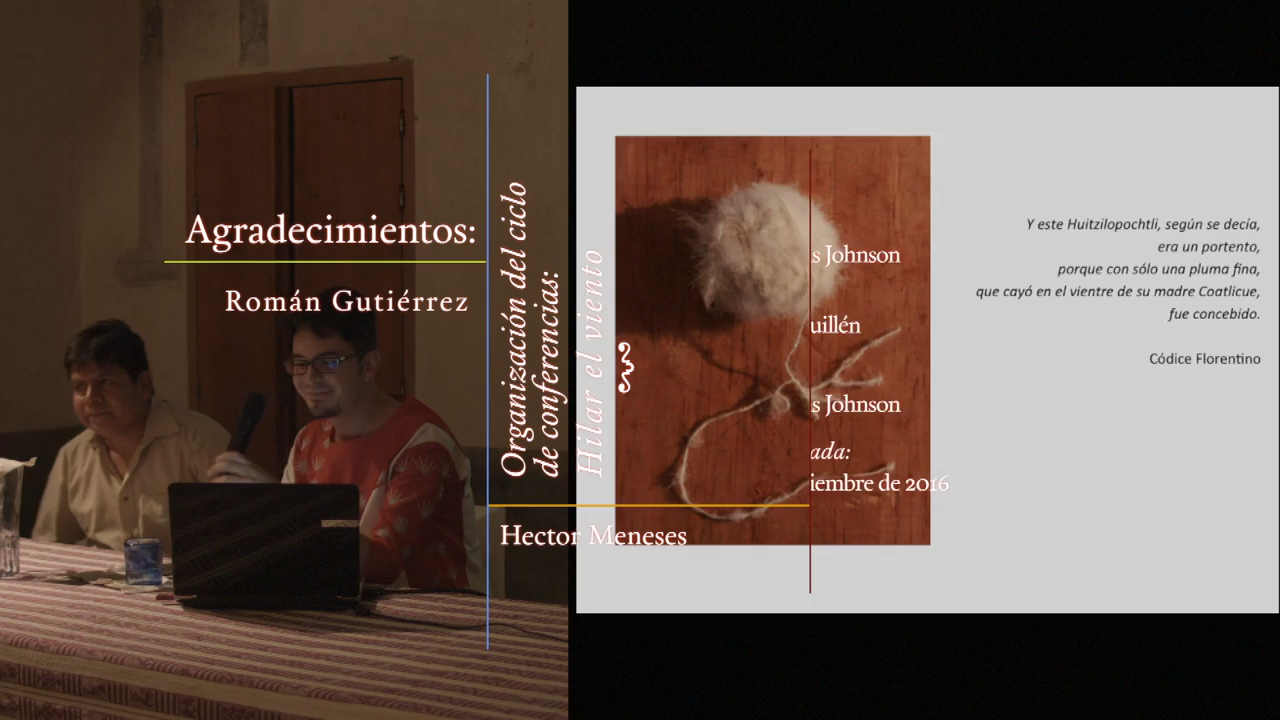 Agradecimientos:
Román Gutiérrez
Organización del ciclo
de conferencias:
Hilar el viento
Hector Meneses
s Johnson
uillén
s Johnson
ada:
iembre de 2016
Y este Huitzilopochtli, según se decía,
era un portento,
porque con sólo una pluma fina,
que cayó en el vientre de su madre Coatlicue,
fue concebido.
Códice Florentino